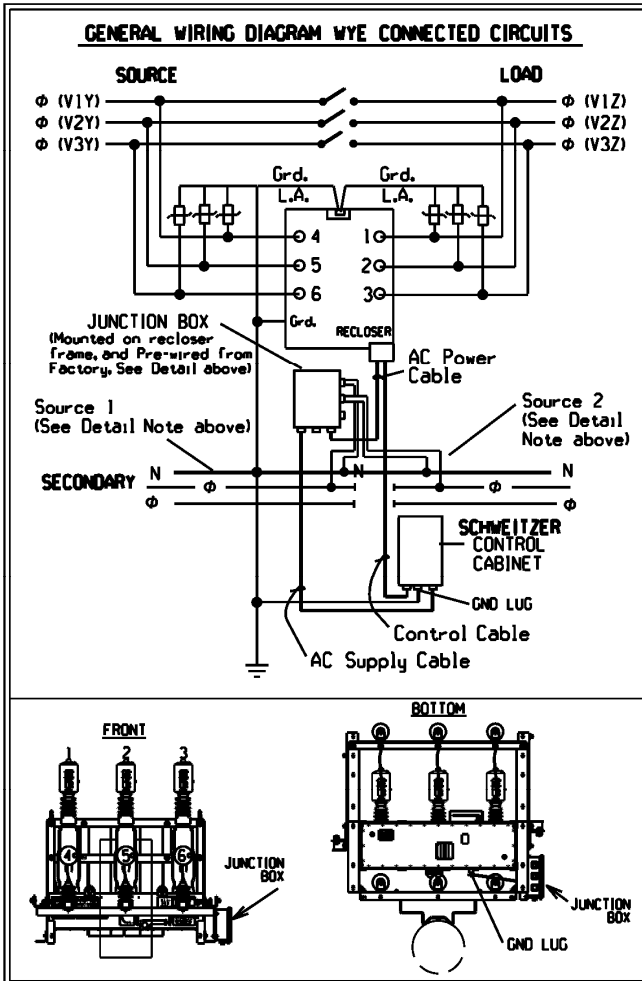 GENERAL WIRING DIAGRAM WYE CONNECTED CIRCUITS
SOURCE
LOAD
Φ (V1Y)
Φ (V1Z)
Φ (V2Y)
Φ (V2Z)
Φ (V3Y)
Φ (V3Z)
Grd.
L.A.
Grd.
L.A.
4
1
5
2
6
3
Grd.
RECLOSER
JUNCTION BOX
(Mounted on recloser
frame, and Pre-wired from
Factory, See Detail above)
AC Power
Cable
Source 1
(See Detail Note above)
Source 2
(See Detail
Note above)
N
N
N
SECONDARY
Φ
Φ
Φ
Φ
SCHWEITZER
CONTROL
CABINET
GND LUG
Control Cable
AC Supply Cable
FRONT
1
2
3
4
5
6
JUNCTION
BOX
BOTTOM
JUNCTION
BOX
GND LUG